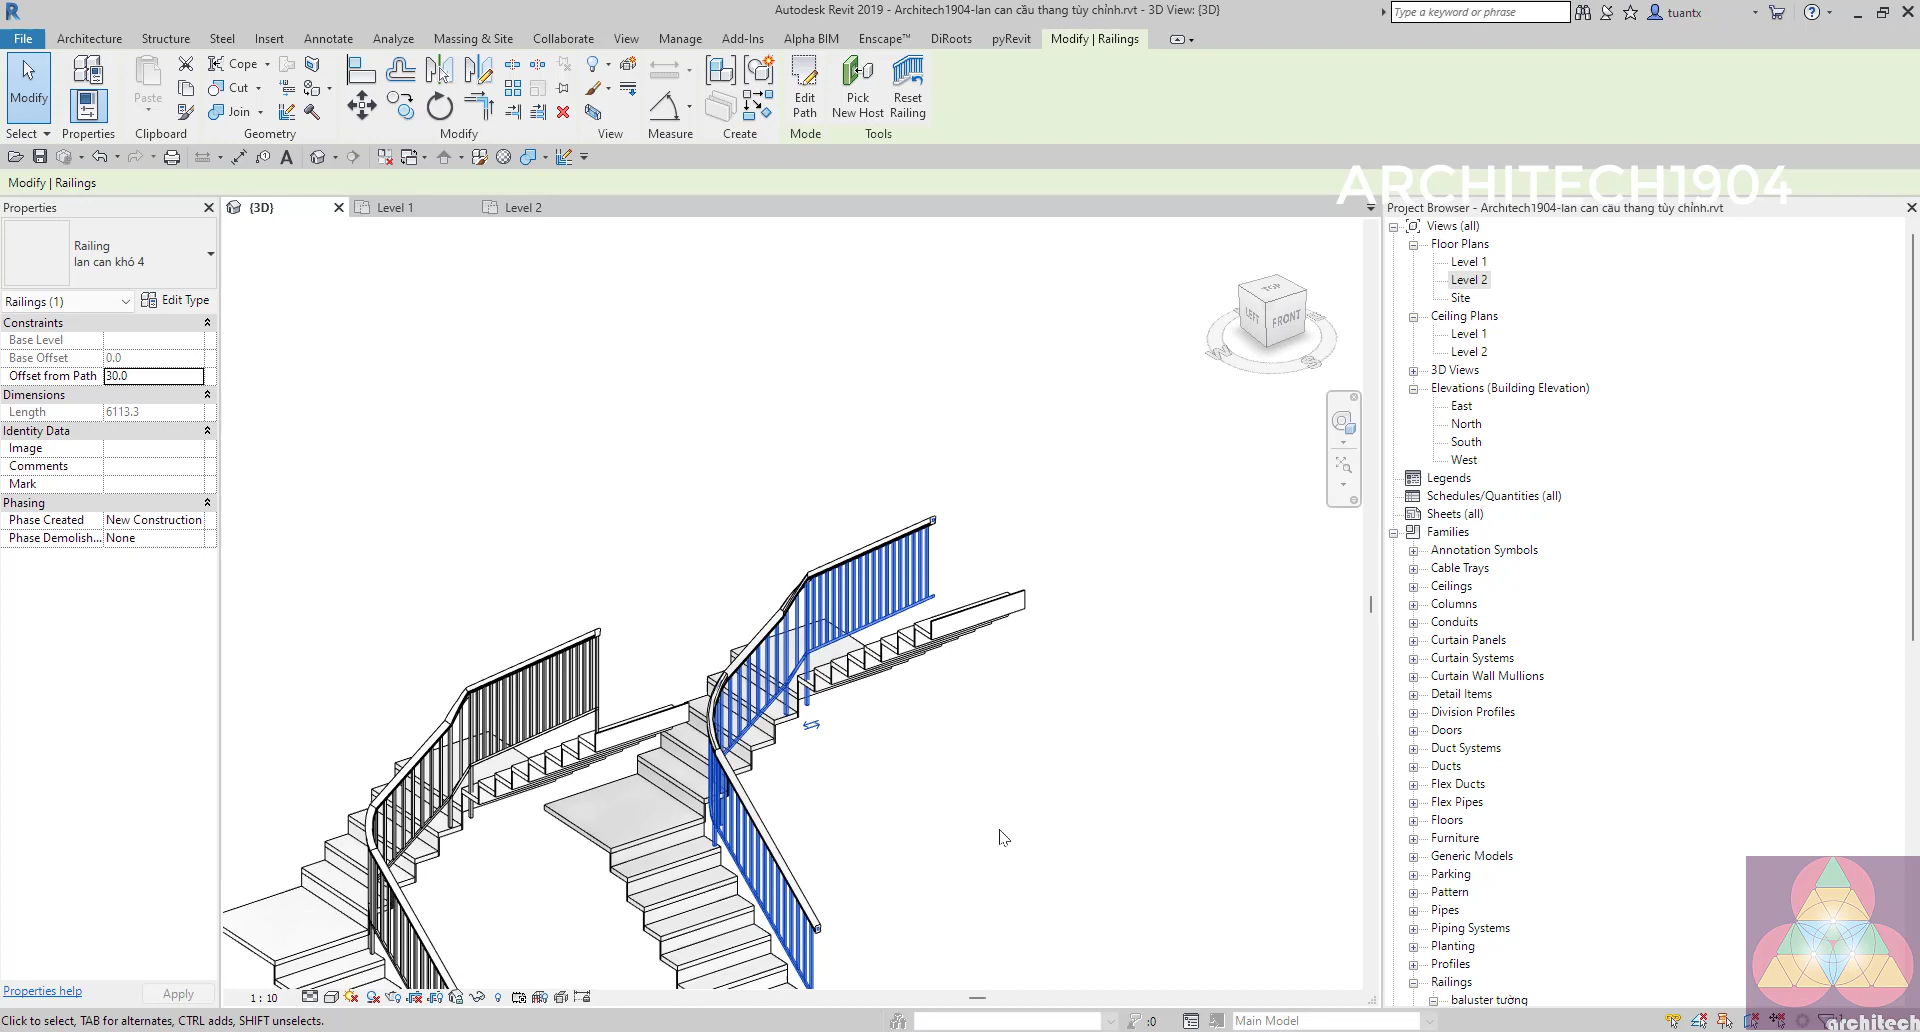 Autodesk Revit 2019 - Architech1904-lan can cầu thang tùy chỉnh.rvt - 3D View: {3D}
Type a keyword or phrase
tuantx
File
Architecture
Structure
Steel
Insert
Annotate
Analyze
Massing & Site
Collaborate
View
Manage
Add-Ins
Alpha BIM
Enscape™
DiRoots
pyRevit
Modify | Railings
Modify
Paste
Cope
Cut
Join
Edit
Path
Pick
New Host
Reset
Railing
Select
Properties
Clipboard
Geometry
Modify
View
Measure
Create
Mode
Tools
Modify | Railings
ARCHITECH1904
Properties
{3D}
Level 1
Level 2
Project Browser - Architech1904-lan can cầu thang tùy chỉnh.rvt
Railing
lan can khó 4
Railings (1)
Edit Type
Constraints
Base Level
Base Offset 0.0
Offset from Path 30.0
Dimensions
Length 6113.3
Identity Data
Image
Comments
Mark
Phasing
Phase Created New Construction
Phase Demolish... None
Properties help
Apply
TOP
LEFT
FRONT
W
S
Views (all)
Floor Plans
Level 1
Level 2
Site
Ceiling Plans
Level 1
Level 2
3D Views
Elevations (Building Elevation)
East
North
South
West
Legends
Schedules/Quantities (all)
Sheets (all)
Families
Annotation Symbols
Cable Trays
Ceilings
Columns
Conduits
Curtain Panels
Curtain Systems
Curtain Wall Mullions
Detail Items
Division Profiles
Doors
Duct Systems
Ducts
Flex Ducts
Flex Pipes
Floors
Furniture
Generic Models
Parking
Pattern
Pipes
Piping Systems
Planting
Profiles
Railings
baluster tường
1 : 10
Click to select, TAB for alternates, CTRL adds, SHIFT unselects.
:0
Main Model
architech